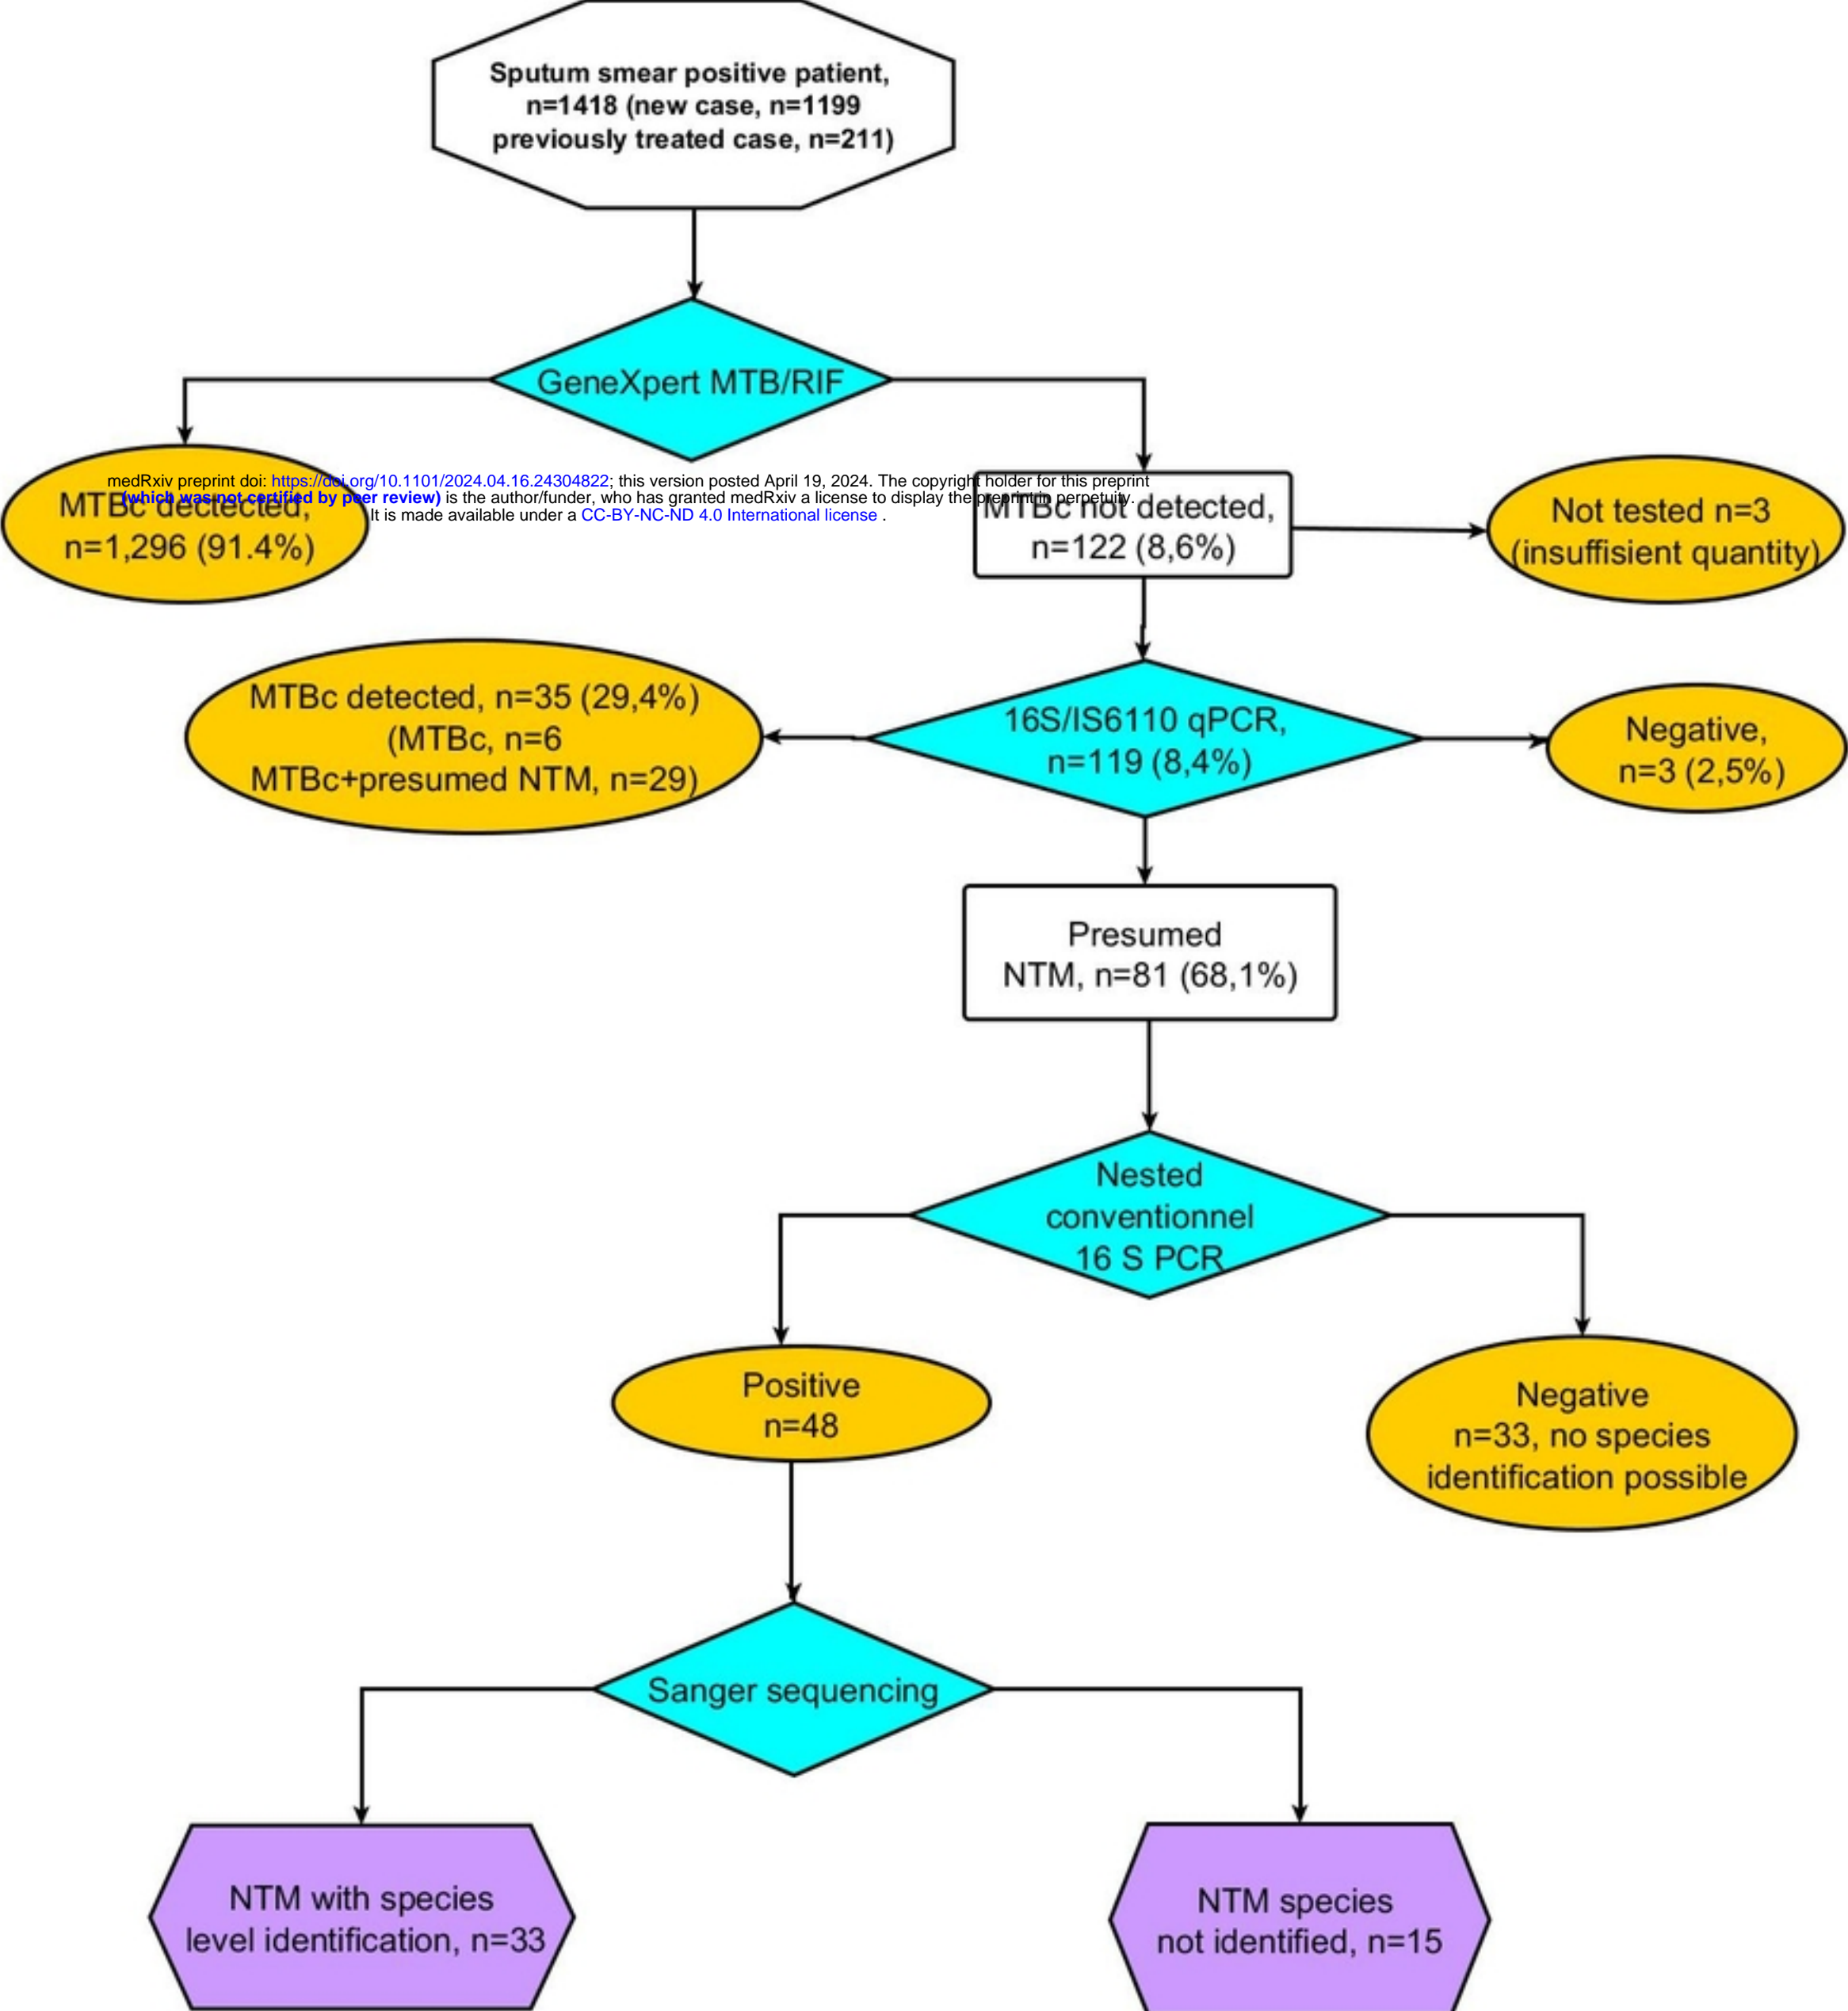 Sputum smear positive patient,
n=1418 (new case, n=1199
previously treated case, n=211)
GeneXpert MTB/RIF
medRxiv preprint doi: https://doi.org/10.1101/2024.04.16.24304822; this version posted April 19, 2024. The copyright holder for this preprint
(which was not certified by peer review) is the author/funder, who has granted medRxiv a license to display the preprint in perpetuity.
It is made available under a CC-BY-NC-ND 4.0 International license .
MTBc dectected,
n=1,296 (91.4%)
MTBc not detected,
n=122 (8,6%)
Not tested n=3
(insuffisient quantity)
MTBc detected, n=35 (29,4%)
(MTBc, n=6
MTBc+presumed NTM, n=29)
16S/IS6110 qPCR,
n=119 (8,4%)
Negative,
n=3 (2,5%)
Presumed
NTM, n=81 (68,1%)
Nested
conventionnel
16 S PCR
Positive
n=48
Negative
n=33, no species
identification possible
Sanger sequencing
NTM with species
level identification, n=33
NTM species
not identified, n=15